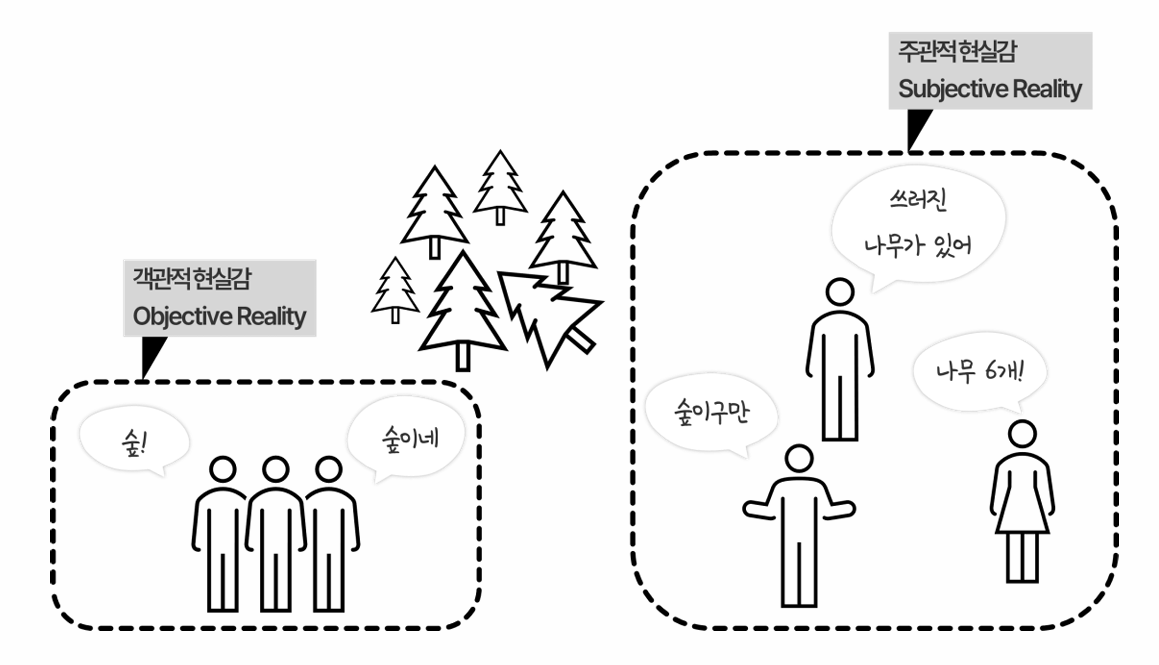 주관적 현실감
Subjective Reality
쓰러진
나무가 있어
객관적 현실감
Objective Reality
나무 6개!
숲이구만
숲!
숲이네